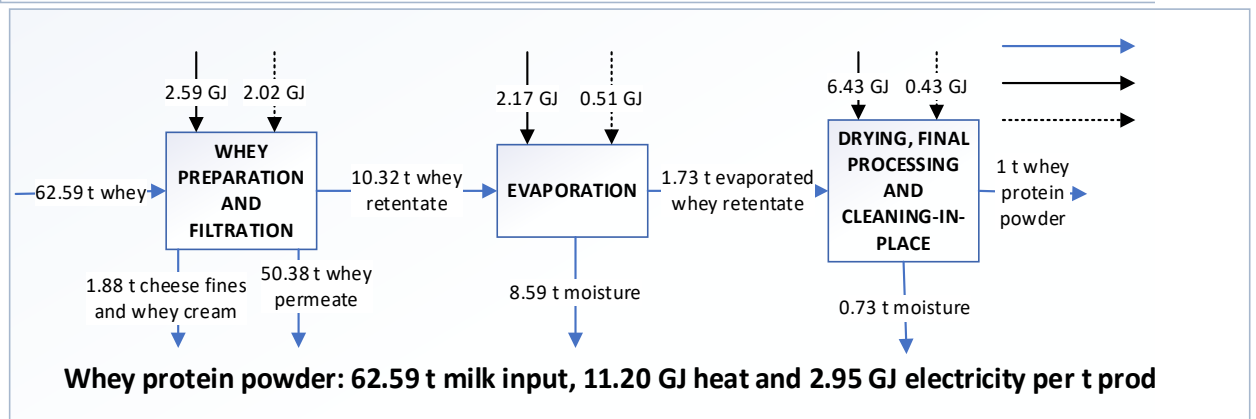 2.59 GJ
2.02 GJ
2.17 GJ
0.51 GJ
6.43 GJ
0.43 GJ
62.59 t whey
WHEY
PREPARATION
AND
FILTRATION
10.32 t whey
retentate
EVAPORATION
1.73 t evaporated
whey retentate
DRYING, FINAL
PROCESSING
AND
CLEANING-IN-
PLACE
1 t whey
protein
powder
1.88 t cheese fines
and whey cream
50.38 t whey
permeate
8.59 t moisture
0.73 t moisture
Whey protein powder: 62.59 t milk input, 11.20 GJ heat and 2.95 GJ electricity per t prod